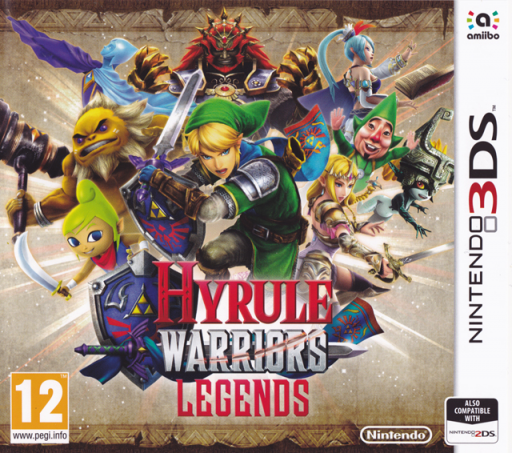 amiibo
NINTENDO 3DS
HYRULE
WARRIORS
LEGENDS
12
www.pegi.info
Nintendo
ALSO
COMPATIBLE
WITH
NINTENDO 2DS